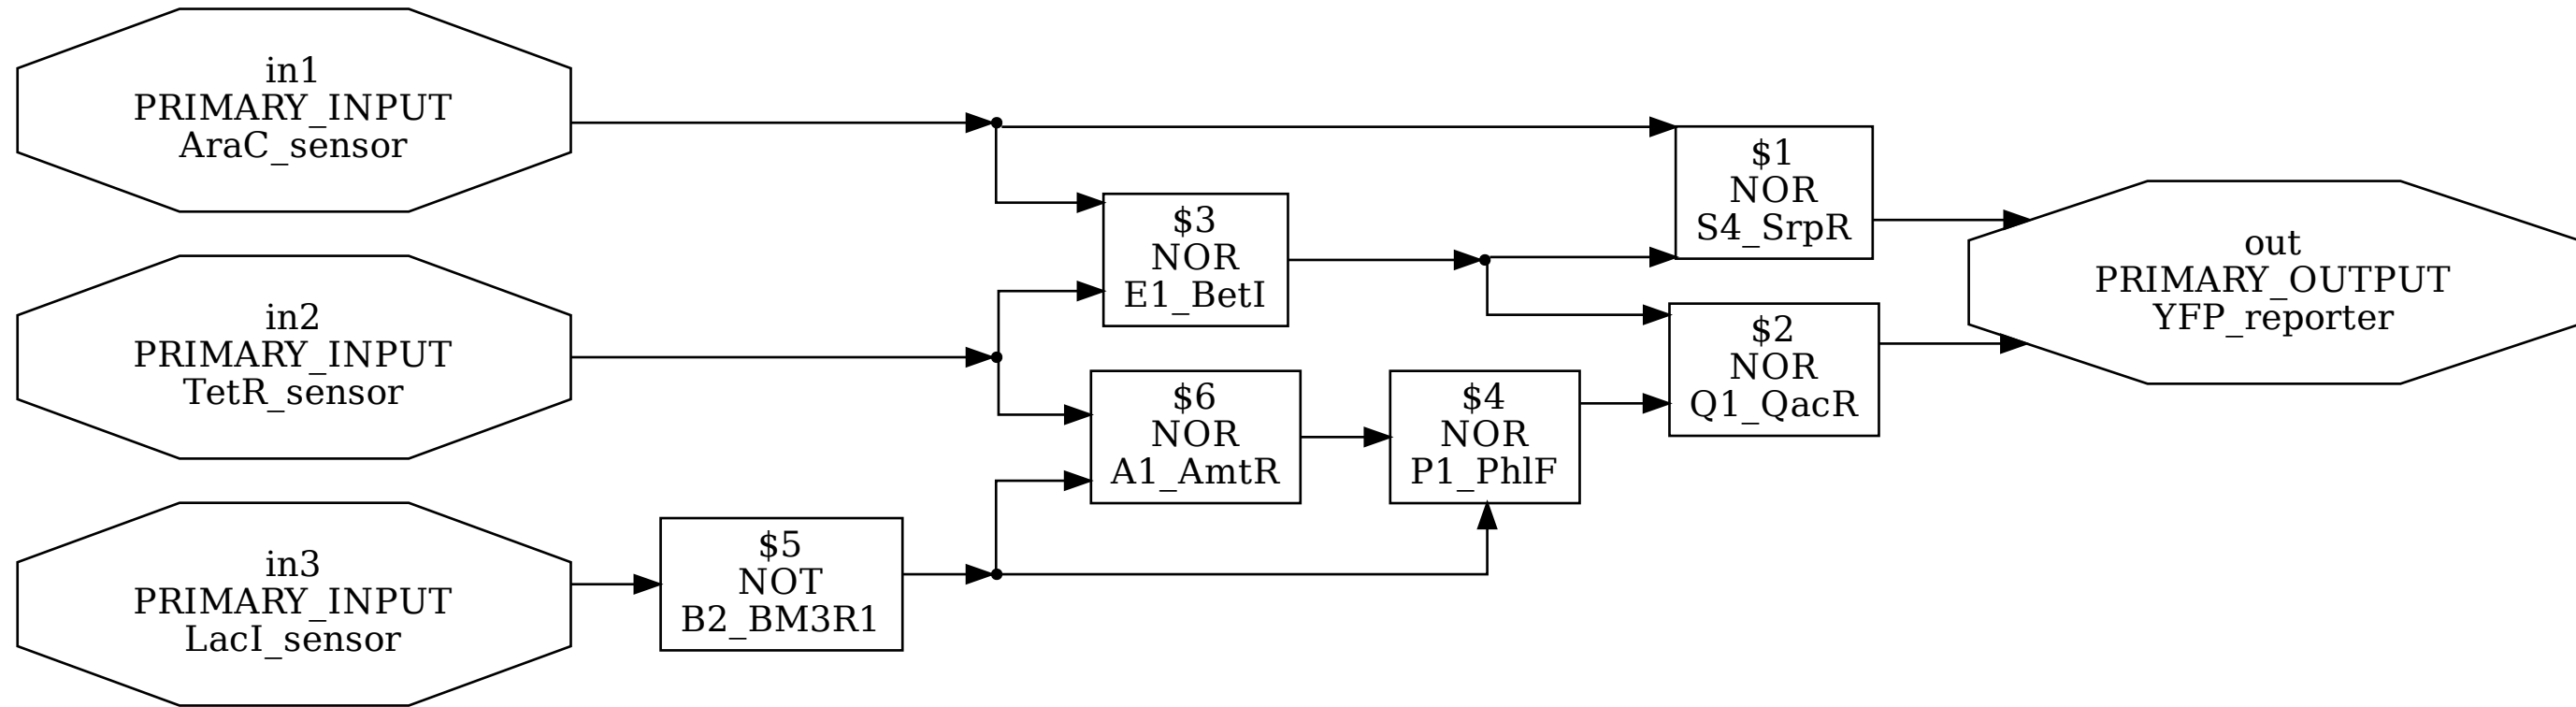 in1
PRIMARY_INPUT
AraC_sensor
$1
NOR
S4_SrpR
$3
NOR
E1_BetI
out
PRIMARY_OUTPUT
YFP_reporter
in2
PRIMARY_INPUT
TetR_sensor
$2
NOR
Q1_QacR
$6
NOR
A1_AmtR
$4
NOR
P1_PhlF
in3
PRIMARY_INPUT
LacI_sensor
$5
NOT
B2_BM3R1